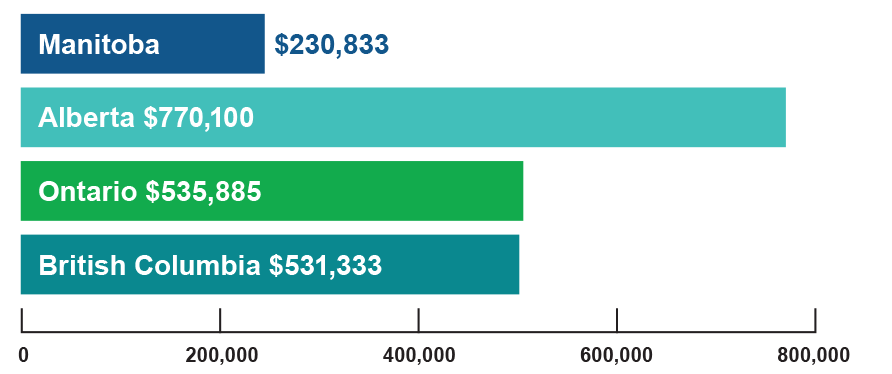 Manitoba $230,833
Alberta $770,100
Ontario $535,885
British Columbia $531,333
0 200,000 400,000 600,000 800,000